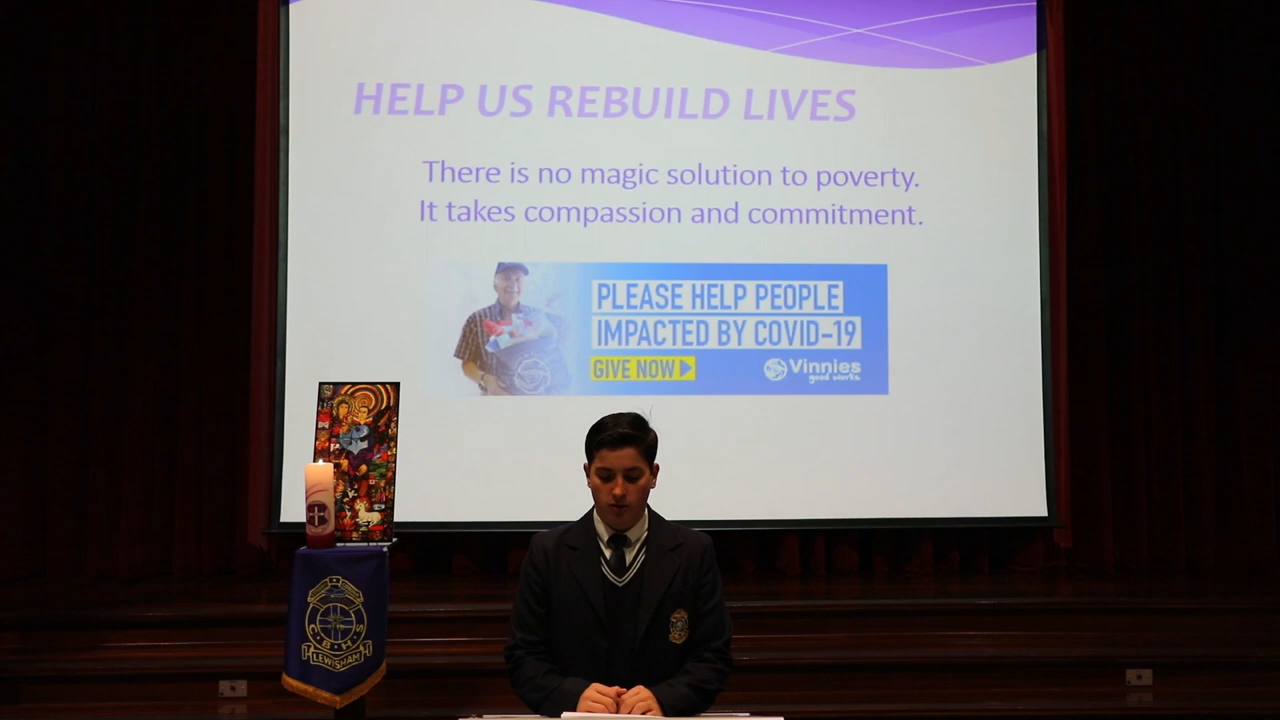 HELP US REBUILD LIVES
There is no magic solution to poverty.
It takes compassion and commitment.
PLEASE HELP PEOPLE
IMPACTED BY COVID-19
GIVE NOW
Vinnies
good works
C B H S
LEWISHAM